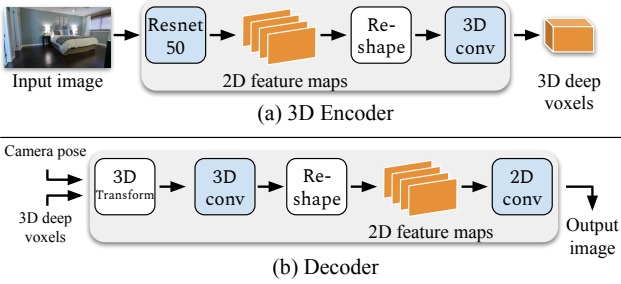 Resnet
50
Re-
shape
3D
conv
Input image
2D feature maps
3D deep
voxels
(a) 3D Encoder
Camera pose
3D deep
voxels
3D
Transform
3D
conv
Re-
shape
2D feature maps
2D
conv
Output
image
(b) Decoder